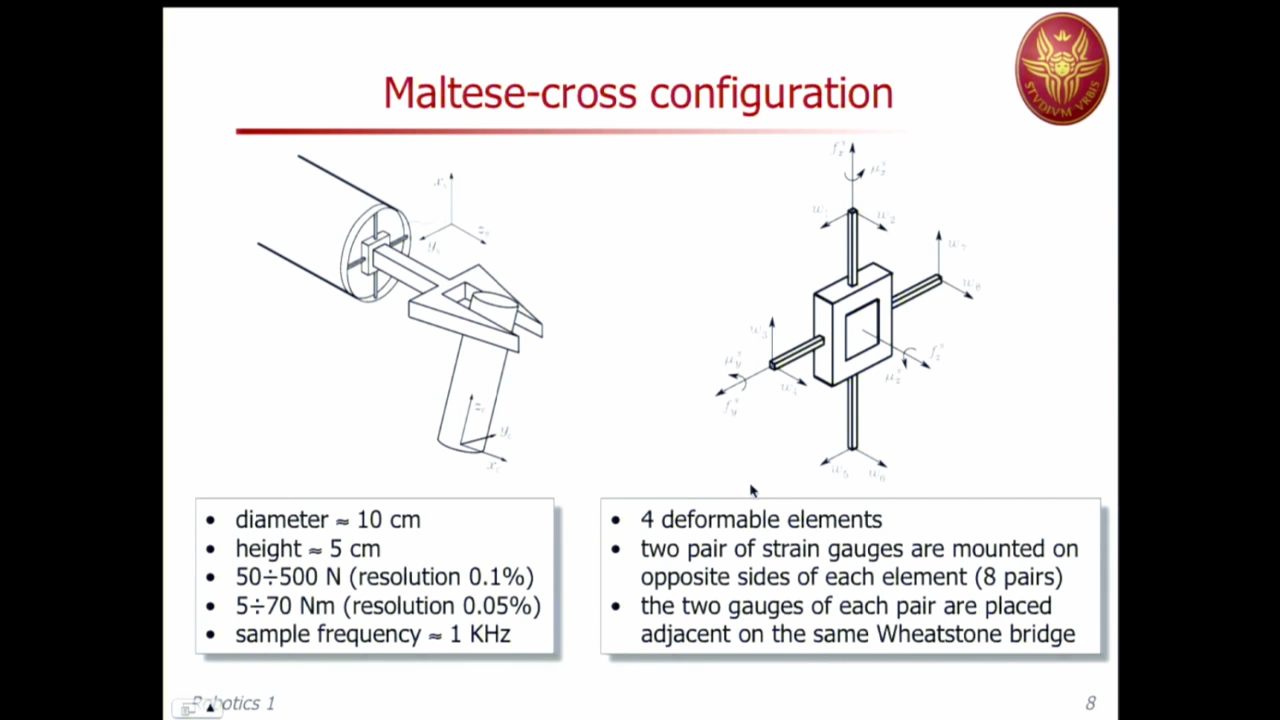 Maltese-cross configuration
STVDIVM VRBIS
• diameter ≈ 10 cm
• height ≈ 5 cm
• 50÷500 N (resolution 0.1%)
• 5÷70 Nm (resolution 0.05%)
• sample frequency ≈ 1 KHz
• 4 deformable elements
• two pair of strain gauges are mounted on
opposite sides of each element (8 pairs)
• the two gauges of each pair are placed
adjacent on the same Wheatstone bridge
Robotics 1
8